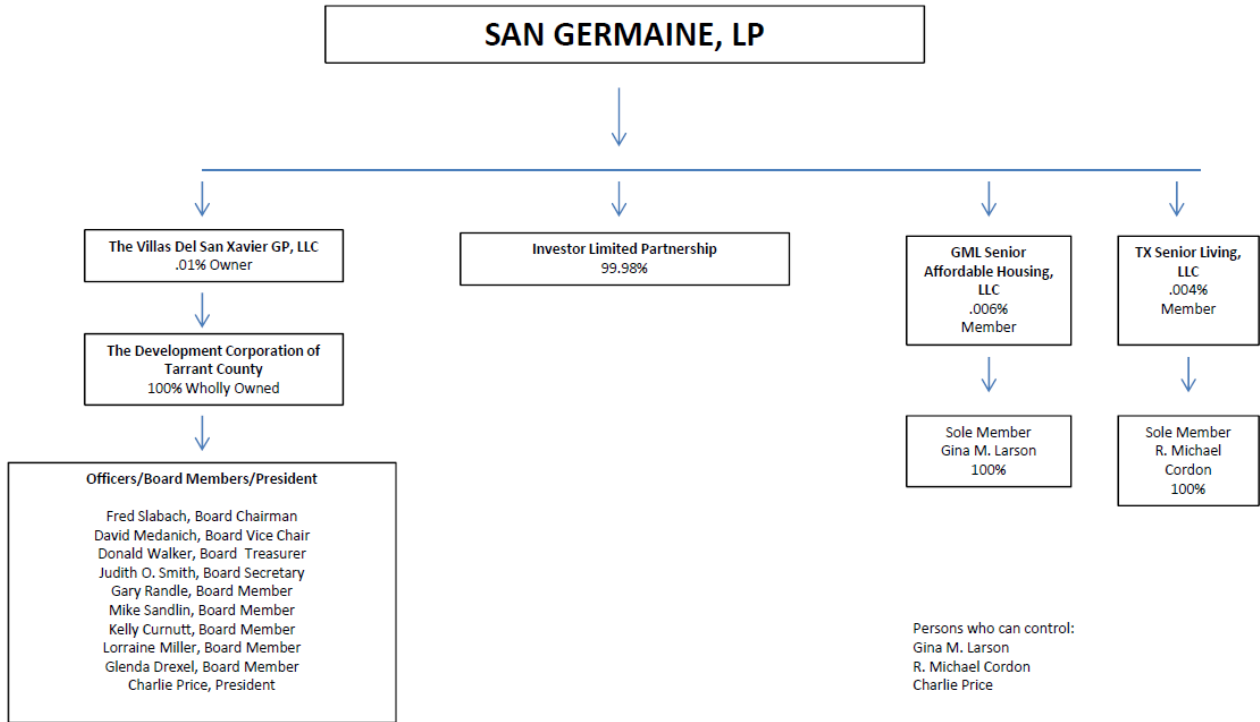 SAN GERMAINE, LP
The Villas Del San Xavier GP, LLC
.01% Owner
Investor Limited Partnership
99.98%
GML Senior
Affordable Housing,
LLC
.006%
Member
TX Senior Living,
LLC
.004%
Member
The Development Corporation of
Tarrant County
100% Wholly Owned
Sole Member
Gina M. Larson
100%
Sole Member
R. Michael
Cordon
100%
Officers/Board Members/President
Fred Slabach, Board Chairman
David Medanich, Board Vice Chair
Donald Walker, Board Treasurer
Judith O. Smith, Board Secretary
Gary Randle, Board Member
Mike Sandlin, Board Member
Kelly Curnutt, Board Member
Lorraine Miller, Board Member
Glenda Drexel, Board Member
Charlie Price, President
Persons who can control:
Gina M. Larson
R. Michael Cordon
Charlie Price